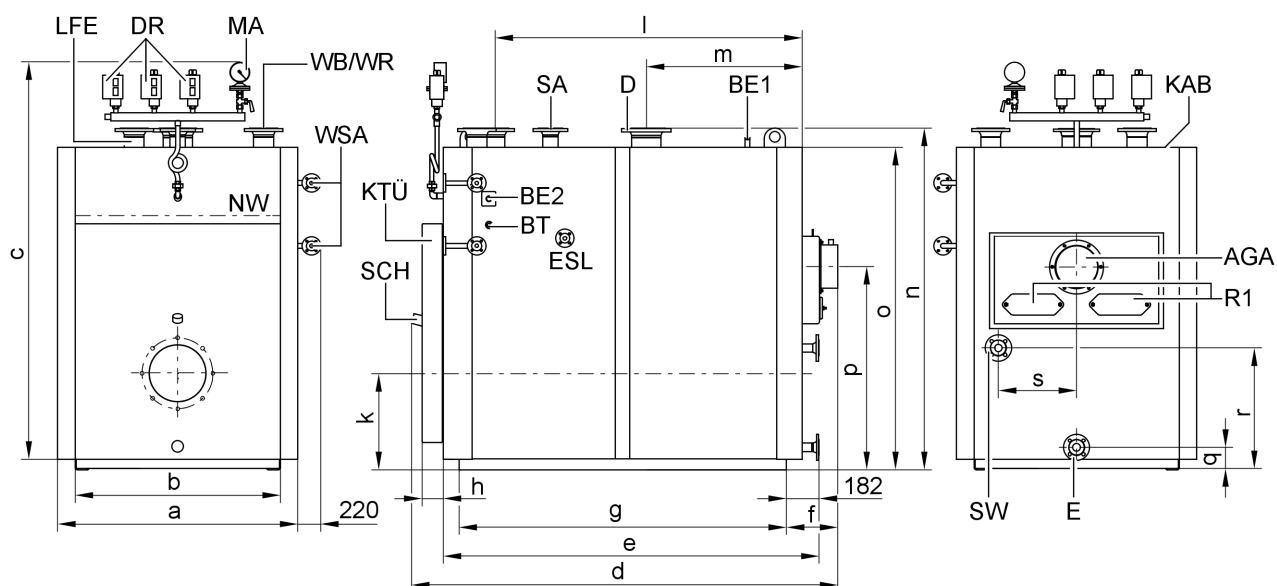 LFE DR MA
WB/WR
WSA
NW
c
b
a
220
l
m
SA D BE1
KTÜ
BE2
BT
ESL
SCH
k
p
o
n
h
182
g
f
e
d
KAB
AGA
R1
s
r
q
SW E